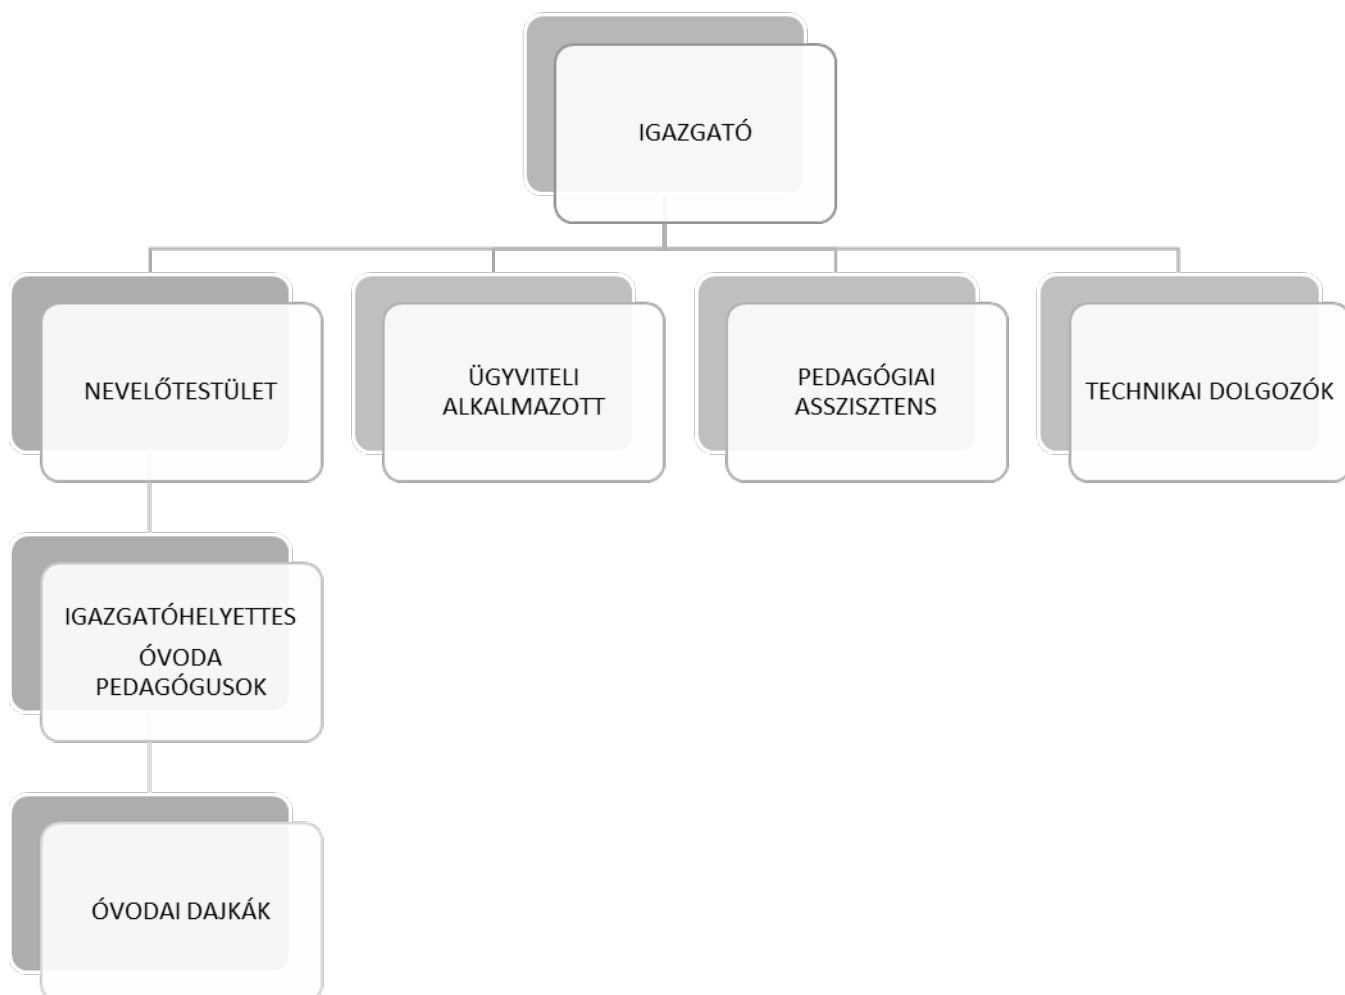 IGAZGATÓ
NEVELŐTESTÜLET
ÜGYVITELI
ALKALMAZOTT
PEDAGÓGIAI
ASSZISZTENS
TECHNIKAI DOLGOZÓK
IGAZGATÓHELYETTES
ÓVODA
PEDAGÓGUSOK
ÓVODAI DAJKÁK